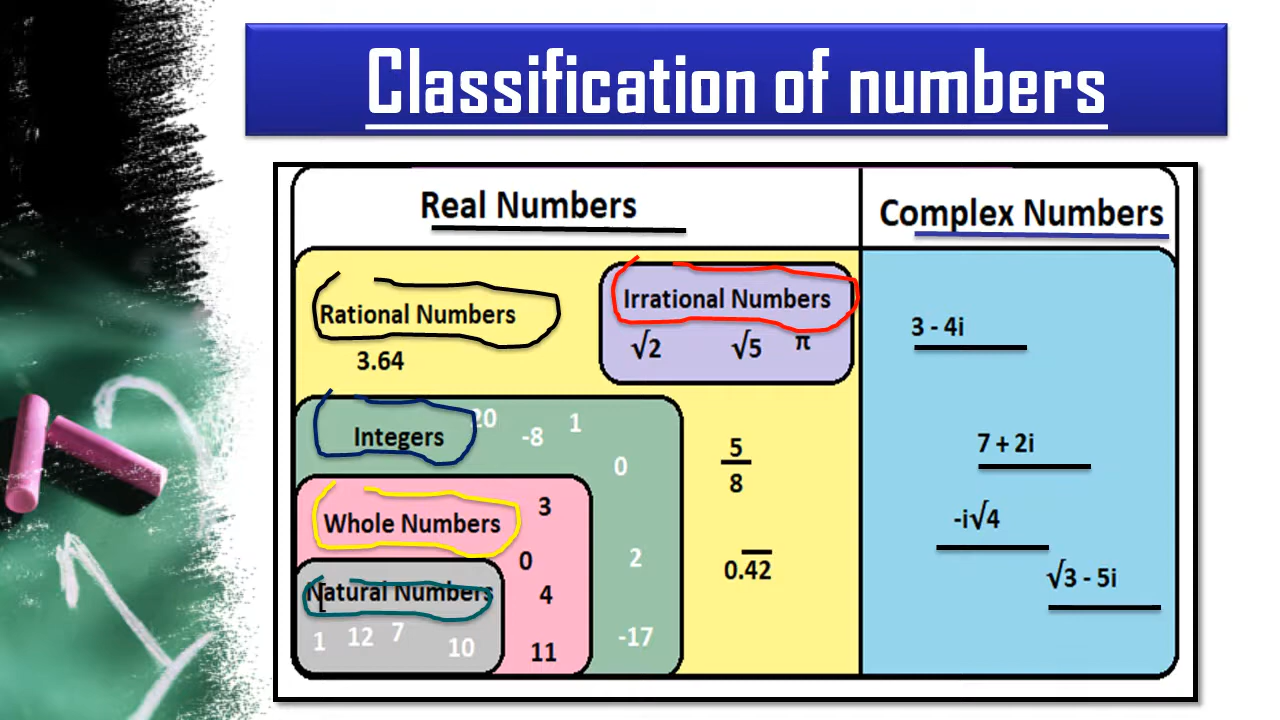 Classification of numbers
Real Numbers
Complex Numbers
Rational Numbers
3.64
Irrational Numbers
√2 √5 π
Integers
20 -8 1
0
2
-17
Whole Numbers
3
0
4
11
Natural Numbers
1 12 7 10
5
8
0.4̅2̅
3 - 4i
7 + 2i
-i√4
√3 - 5i